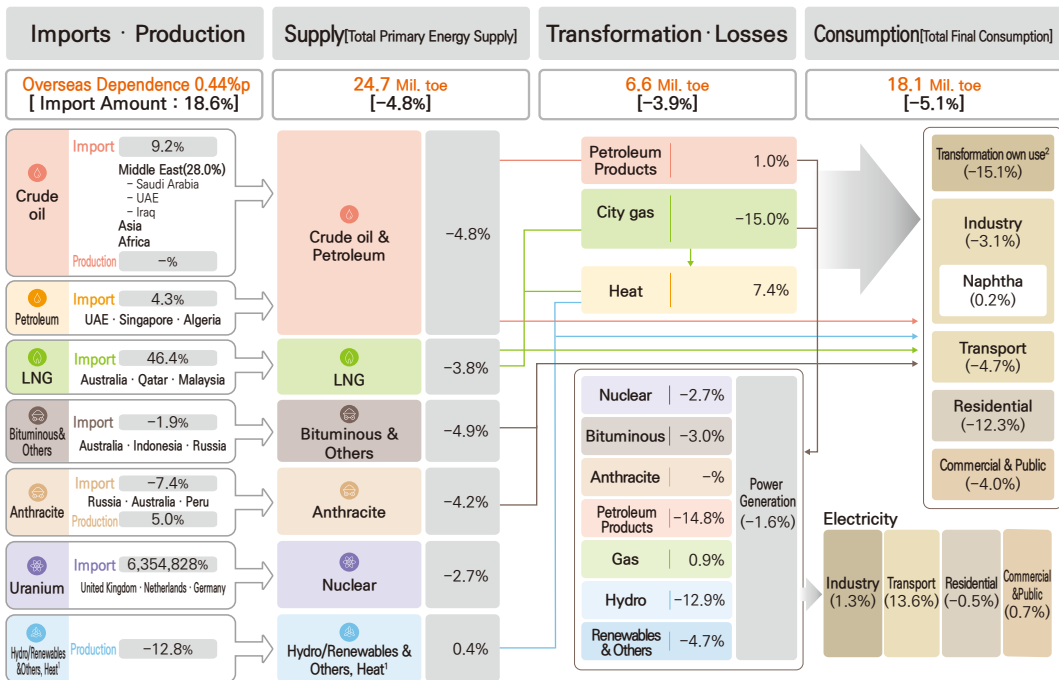 Imports · Production
Supply[Total Primary Energy Supply]
Transformation · Losses
Consumption[Total Final Consumption]
Overseas Dependence 0.44%p
[ Import Amount : 18.6%]
24.7 Mil. toe
[−4.8%]
6.6 Mil. toe
[−3.9%]
18.1 Mil. toe
[−5.1%]
Crude
oil
Import 9.2%
Middle East(28.0%)
− Saudi Arabia
− UAE
− Iraq
Asia
Africa
Production −%
Petroleum
Import 4.3%
UAE · Singapore · Algeria
LNG
Import 46.4%
Australia · Qatar · Malaysia
Bituminous&
Others
Import −1.9%
Australia · Indonesia · Russia
Anthracite
Import −7.4%
Russia · Australia · Peru
Production 5.0%
Uranium
Import 6,354,828%
United Kingdom · Netherlands · Germany
Hydro/Renewables
&Others, Heat¹
Production −12.8%
Crude oil &
Petroleum
−4.8%
LNG
−3.8%
Bituminous &
Others
−4.9%
Anthracite
−4.2%
Nuclear
−2.7%
Hydro/Renewables &
Others, Heat¹
0.4%
Petroleum
Products
1.0%
City gas
−15.0%
Heat
7.4%
Nuclear −2.7%
Bituminous −3.0%
Anthracite −%
Petroleum
Products
−14.8%
Gas 0.9%
Hydro −12.9%
Renewables
& Others
−4.7%
Power
Generation
(−1.6%)
Transformation own use²
(−15.1%)
Industry
(−3.1%)
Naphtha
(0.2%)
Transport
(−4.7%)
Residential
(−12.3%)
Commercial & Public
(−4.0%)
Electricity
Industry
(1.3%)
Transport
(13.6%)
Residential
(−0.5%)
Commercial
&Public
(0.7%)